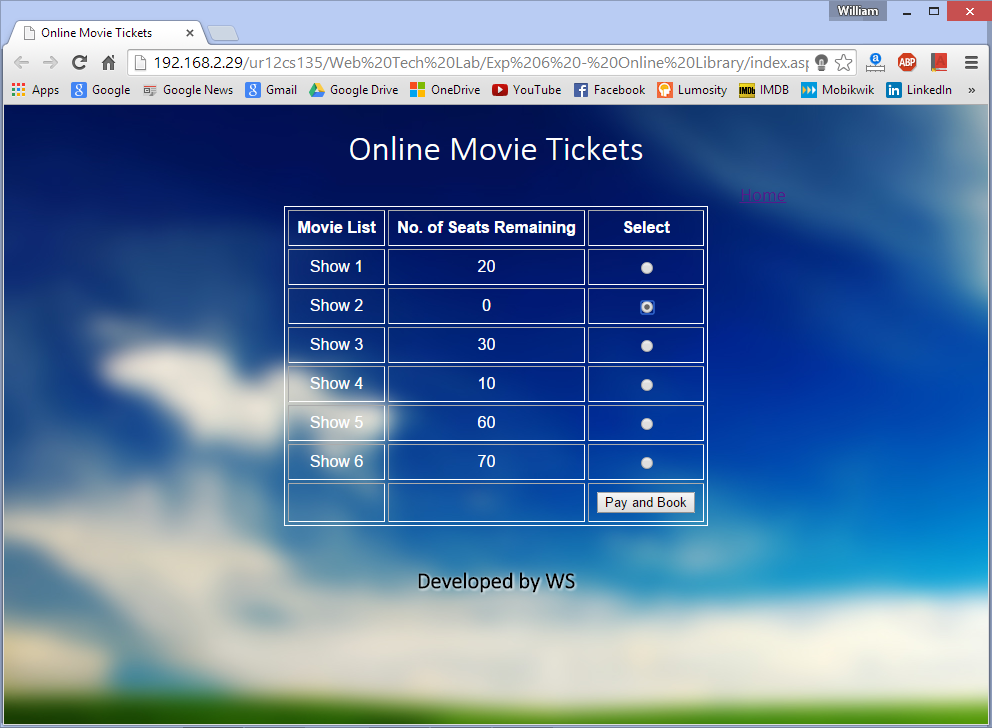 William
Online Movie Tickets
192.168.2.29/ur12cs135/Web%20Tech%20Lab/Exp%206%20-%20Online%20Library/index.asp
Apps Google Google News Gmail Google Drive OneDrive YouTube Facebook Lumosity IMDb IMDB Mobikwik in LinkedIn »
Online Movie Tickets
Home
Movie List No. of Seats Remaining Select
Show 1 20
Show 2 0
Show 3 30
Show 4 10
Show 5 60
Show 6 70
Pay and Book
Developed by WS